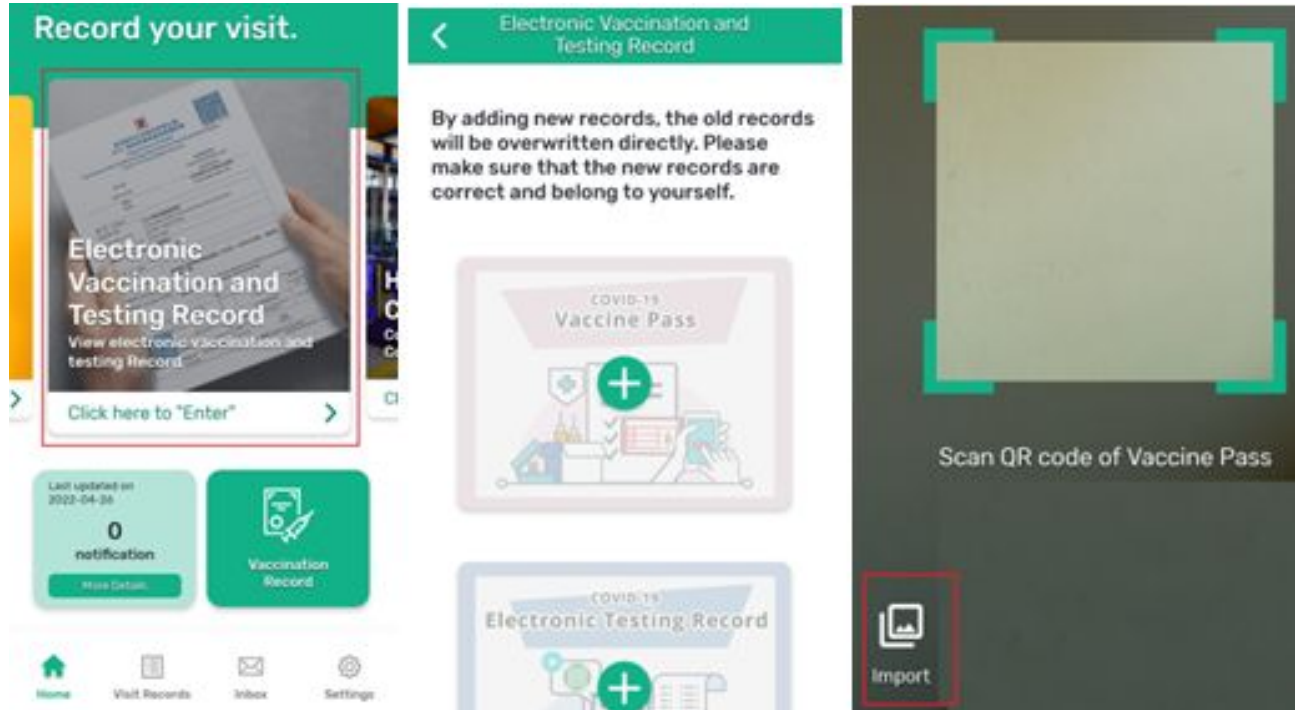 Record your visit.
Electronic
Vaccination and
Testing Record
View electronic vaccination and
testing Record
Click here to "Enter"
H
C
Co
Co
Cl
Last updated on
2022-04-26
0
notification
More Details
Vaccination
Record
Home
Visit Records
Inbox
Settings
Electronic Vaccination and
Testing Record
By adding new records, the old records
will be overwritten directly. Please
make sure that the new records are
correct and belong to yourself.
COVID-19
Vaccine Pass
COVID-19
Electronic Testing Record
Scan QR code of Vaccine Pass
Import